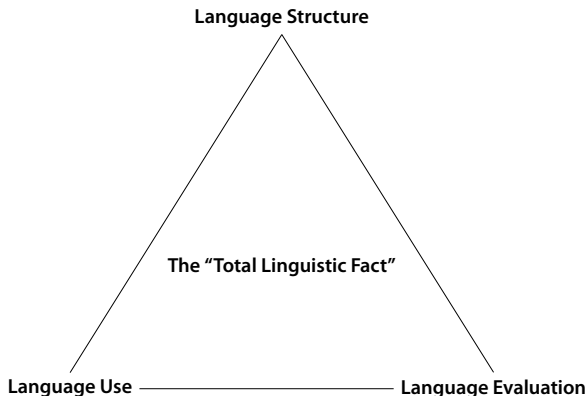 Language Structure
The “Total Linguistic Fact”
Language Use
Language Evaluation